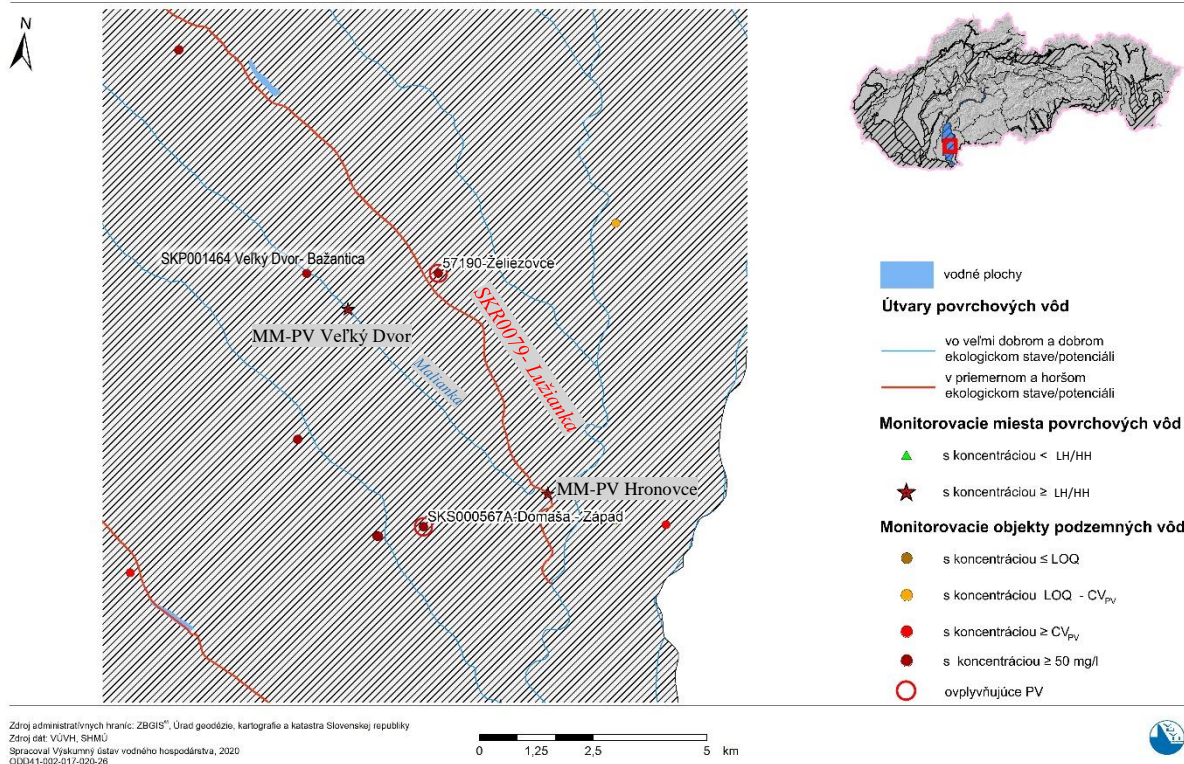 N
SKP001464 Veľký Dvor- Bažantica
57190-Želiezovce
MM-PV Veľký Dvor
Malianka
SKR0079- Lužianka
MM-PV Hronovce
SKS000567A-Domaša - Západ
vodné plochy
Útvary povrchových vôd
vo veľmi dobrom a dobrom
ekologickom stave/potenciáli
v priemernom a horšom
ekologickom stave/potenciáli
Monitorovacie miesta povrchových vôd
s koncentráciou < LH/HH
s koncentráciou ≥ LH/HH
Monitorovacie objekty podzemných vôd
s koncentráciou ≤ LOQ
s koncentráciou LOQ - CVPV
s koncentráciou ≥ CVPV
s koncentráciou ≥ 50 mg/l
ovplyvňujúce PV
Zdroj administratívnych hraníc: ZBGIS, Úrad geodézie, kartografie a katastra Slovenskej republiky
Zdroj dát: VÚVH, SHMÚ
Spracoval Výskumný ústav vodného hospodárstva, 2020
ODD41-002-017-020-26
0 1,25 2,5 5 km